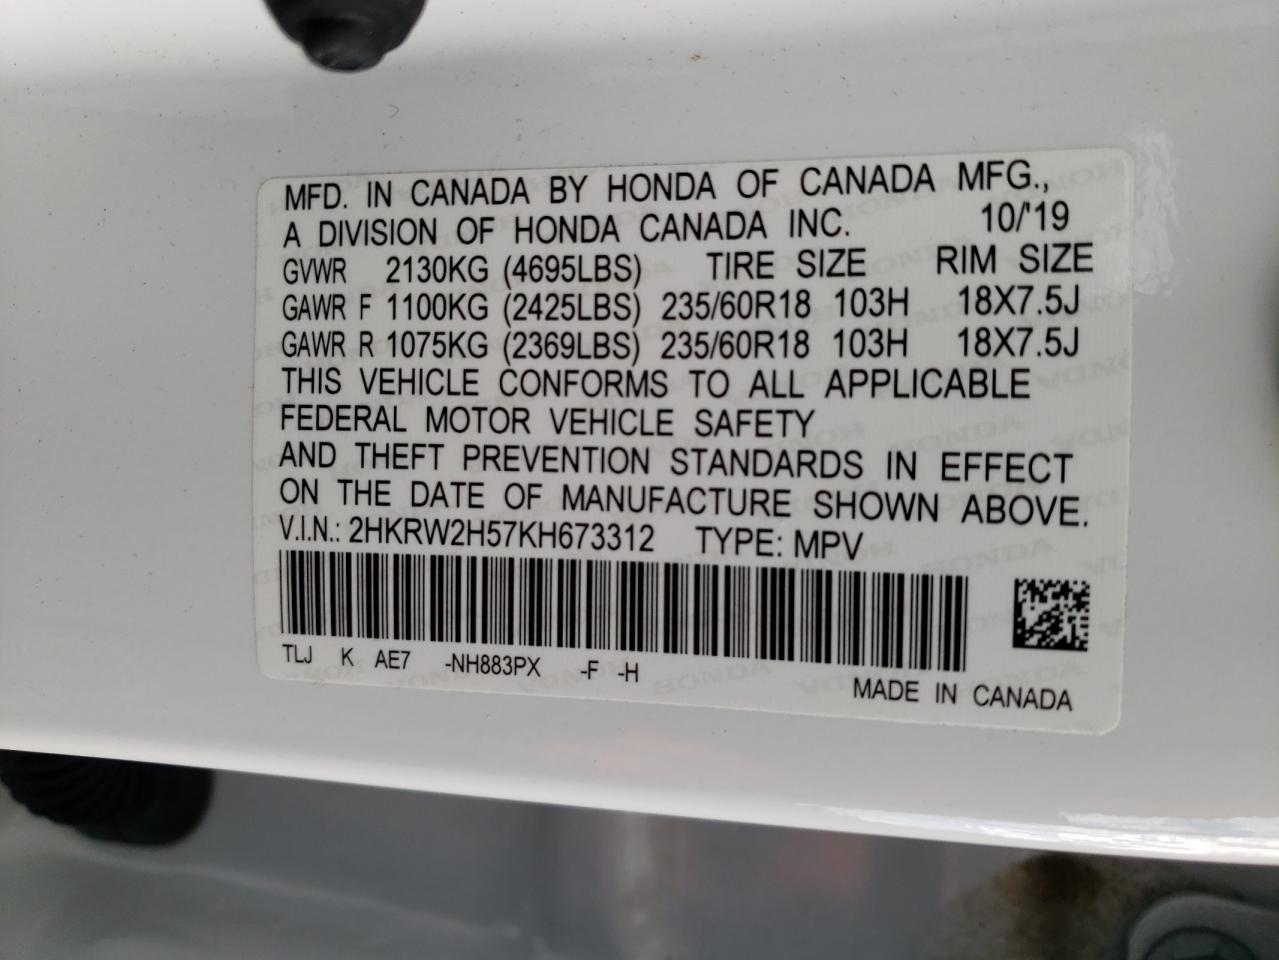 MFD. IN CANADA BY HONDA OF CANADA MFG.,
A DIVISION OF HONDA CANADA INC. 10/'19
GVWR 2130KG (4695LBS) TIRE SIZE RIM SIZE
GAWR F 1100KG (2425LBS) 235/60R18 103H 18X7.5J
GAWR R 1075KG (2369LBS) 235/60R18 103H 18X7.5J
THIS VEHICLE CONFORMS TO ALL APPLICABLE
FEDERAL MOTOR VEHICLE SAFETY
AND THEFT PREVENTION STANDARDS IN EFFECT
ON THE DATE OF MANUFACTURE SHOWN ABOVE.
V.I.N.: 2HKRW2H57KH673312 TYPE: MPV
TLJ K AE7 -NH883PX -F -H
MADE IN CANADA